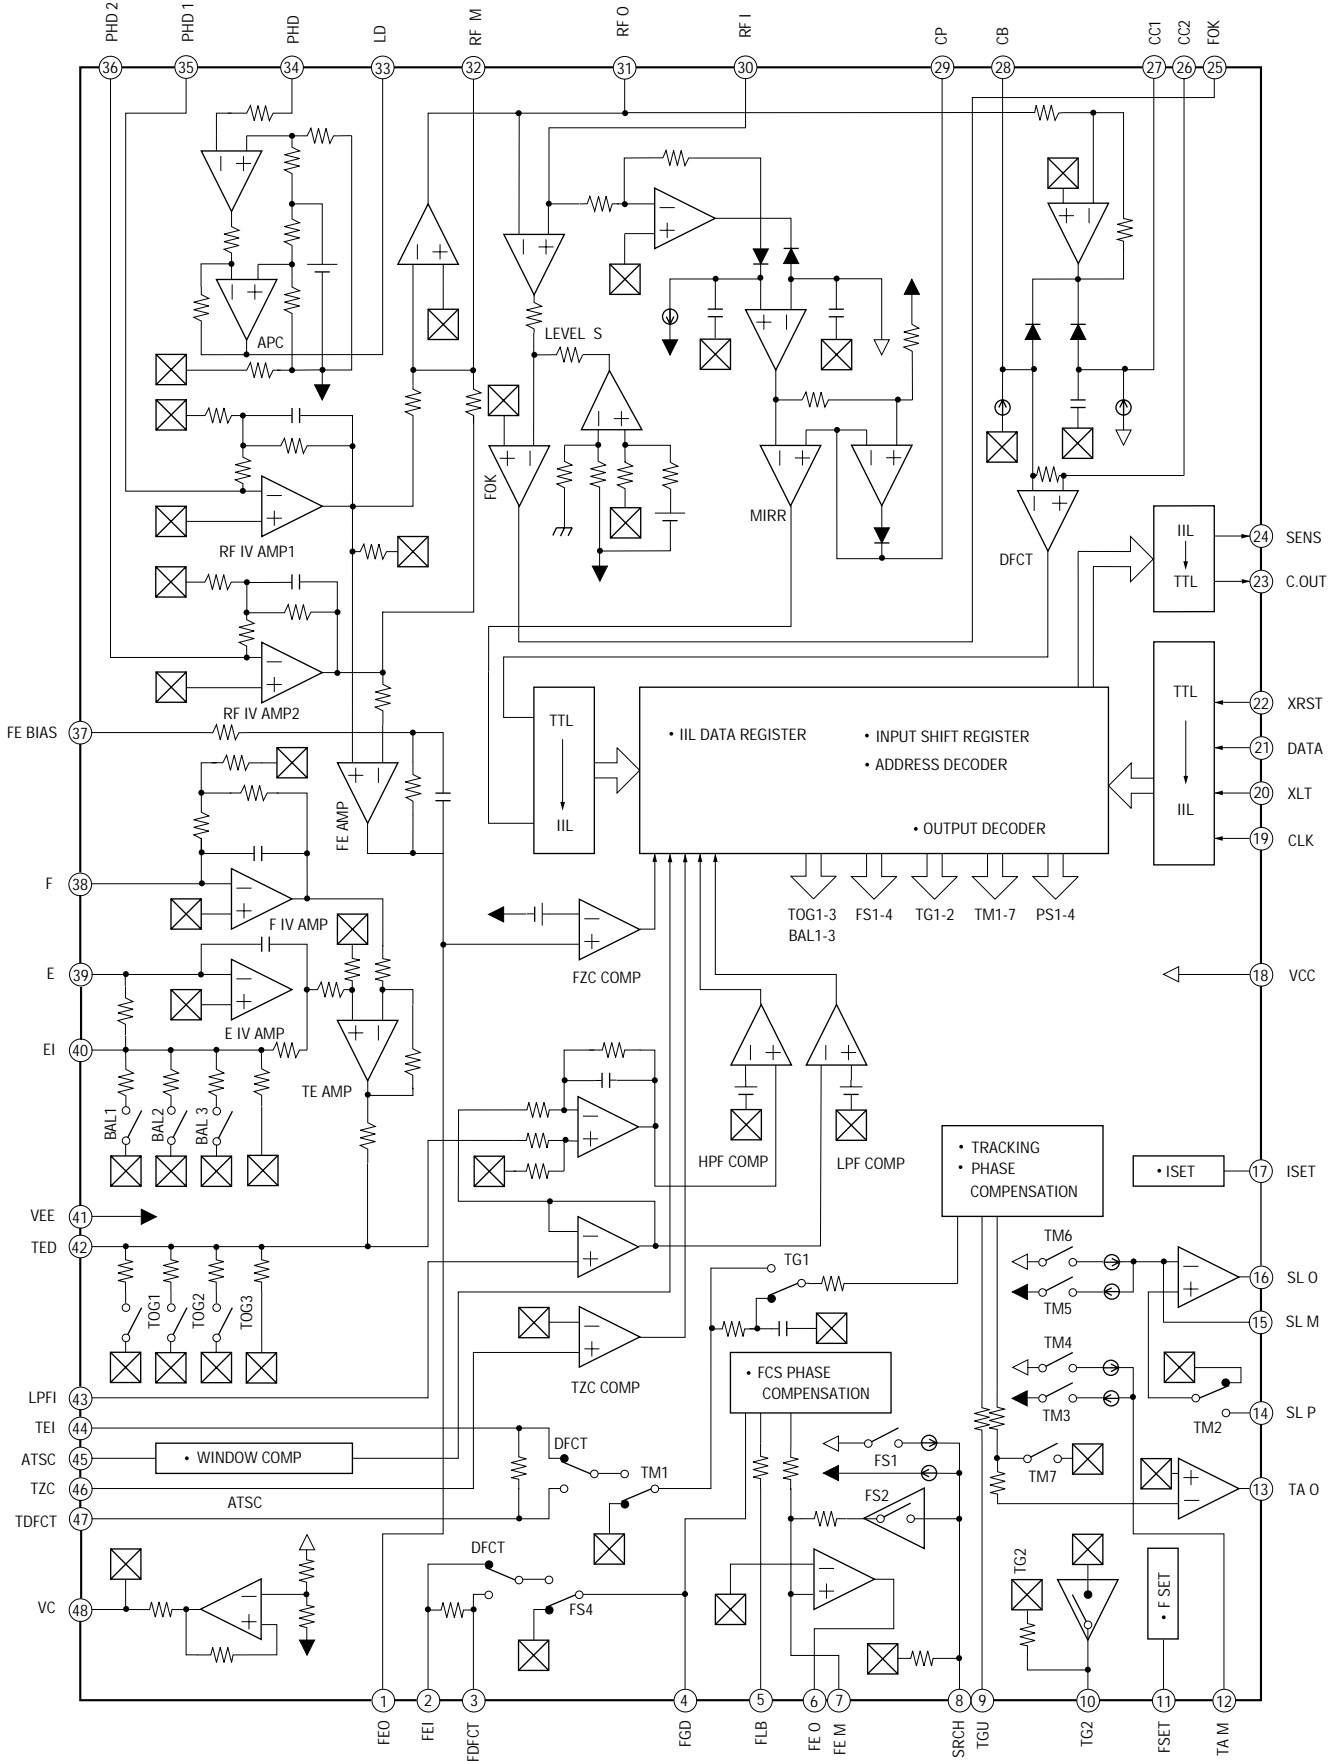 PHD 2
PHD 1
PHD
LD
RF M
RF O
RF I
CP
CB
CC1
CC2
FOK
36
35
34
33
32
31
30
29
28
27
26
25
APC
LEVEL S
RF IV AMP1
FOK
MIRR
DFCT
IIL
TTL
24 SENS
23 C.OUT
RF IV AMP2
FE BIAS 37
FE AMP
TTL
IIL
• IIL DATA REGISTER
• INPUT SHIFT REGISTER
• ADDRESS DECODER
• OUTPUT DECODER
TTL
IIL
22 XRST
21 DATA
20 XLT
19 CLK
F 38
F IV AMP
TOG1-3
BAL1-3
FS1-4
TG1-2
TM1-7
PS1-4
FZC COMP
E 39
E IV AMP
18 VCC
EI 40
TE AMP
BAL1
BAL2
BAL 3
HPF COMP
LPF COMP
• TRACKING
• PHASE
COMPENSATION
• ISET
17 ISET
VEE 41
TED 42
TOG1
TOG2
TOG3
TG1
TM6
TM5
16 SL O
15 SL M
TZC COMP
• FCS PHASE
COMPENSATION
TM4
TM3
TM2
14 SL P
LPFI 43
TEI 44
ATSC 45
• WINDOW COMP
TZC 46
ATSC
TDFCT 47
DFCT
TM1
FS1
FS2
TM7
13 TA O
VC 48
DFCT
FS4
TG2
• F SET
1
2
3
4
5
6
7
8
9
10
11
12
FEO
FEI
FDFCT
FGD
FLB
FE O
FE M
SRCH
TGU
TG2
FSET
TA M